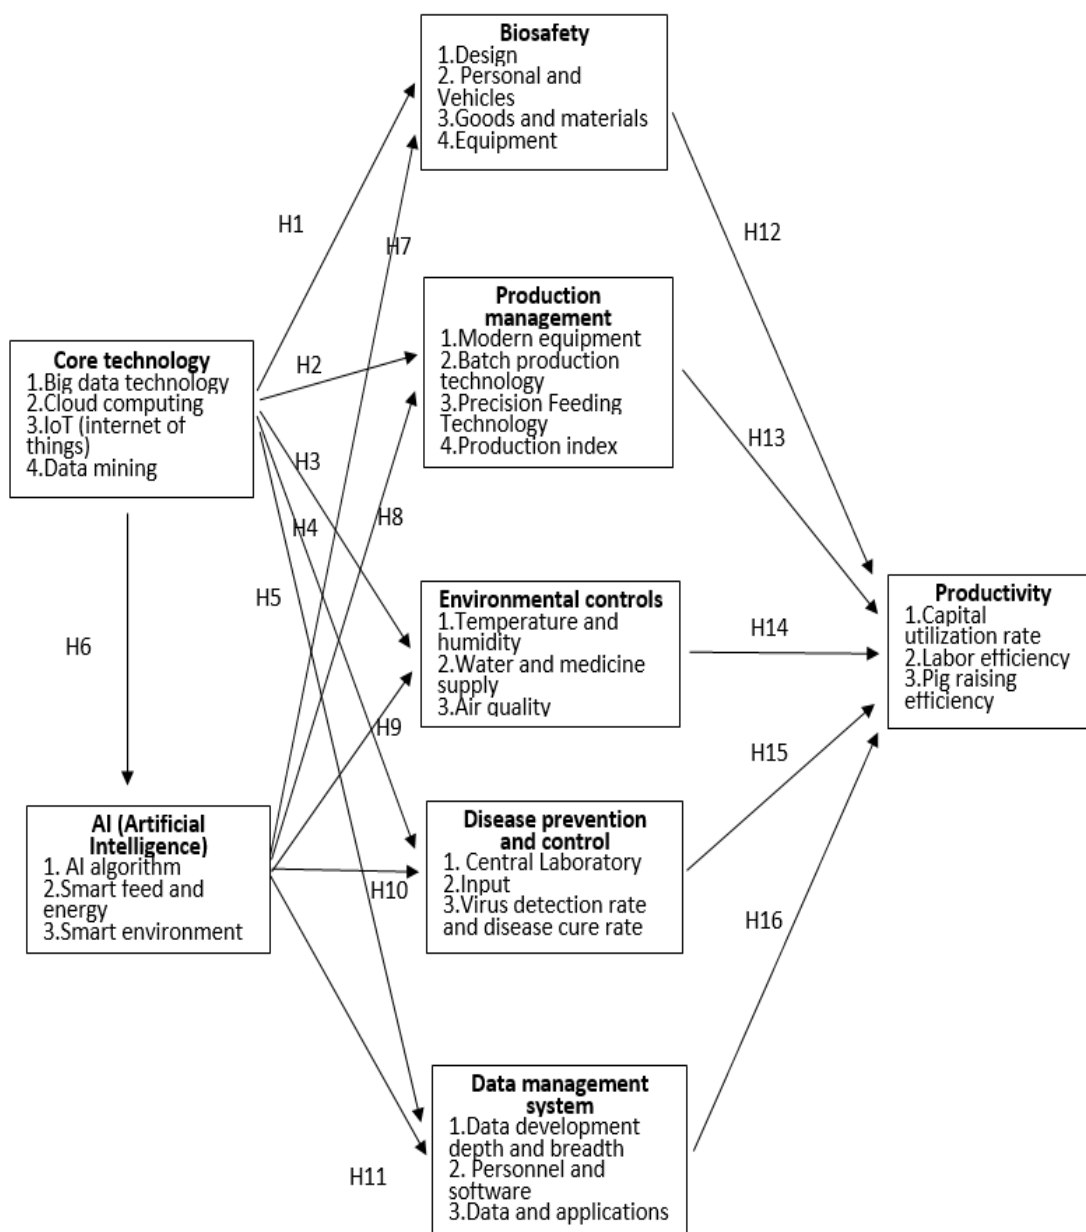 Biosafety
1.Design
2. Personal and
Vehicles
3.Goods and materials
4.Equipment
H1
H7
H12
Production
management
1.Modern equipment
2.Batch production
technology
3.Precision Feeding
Technology
4.Production index
Core technology
1.Big data technology
2.Cloud computing
3.IoT (internet of
things)
4.Data mining
H2
H13
H3
H8
H4
H5
H6
Environmental controls
1.Temperature and
humidity
2.Water and medicine
supply
3.Air quality
H14
Productivity
1.Capital
utilization rate
2.Labor efficiency
3.Pig raising
efficiency
H9
H15
AI (Artificial
Intelligence)
1. AI algorithm
2.Smart feed and
energy
3.Smart environment
Disease prevention
and control
1. Central Laboratory
2.Input
3.Virus detection rate
and disease cure rate
H10
H16
Data management
system
1.Data development
depth and breadth
2. Personnel and
software
3.Data and applications
H11